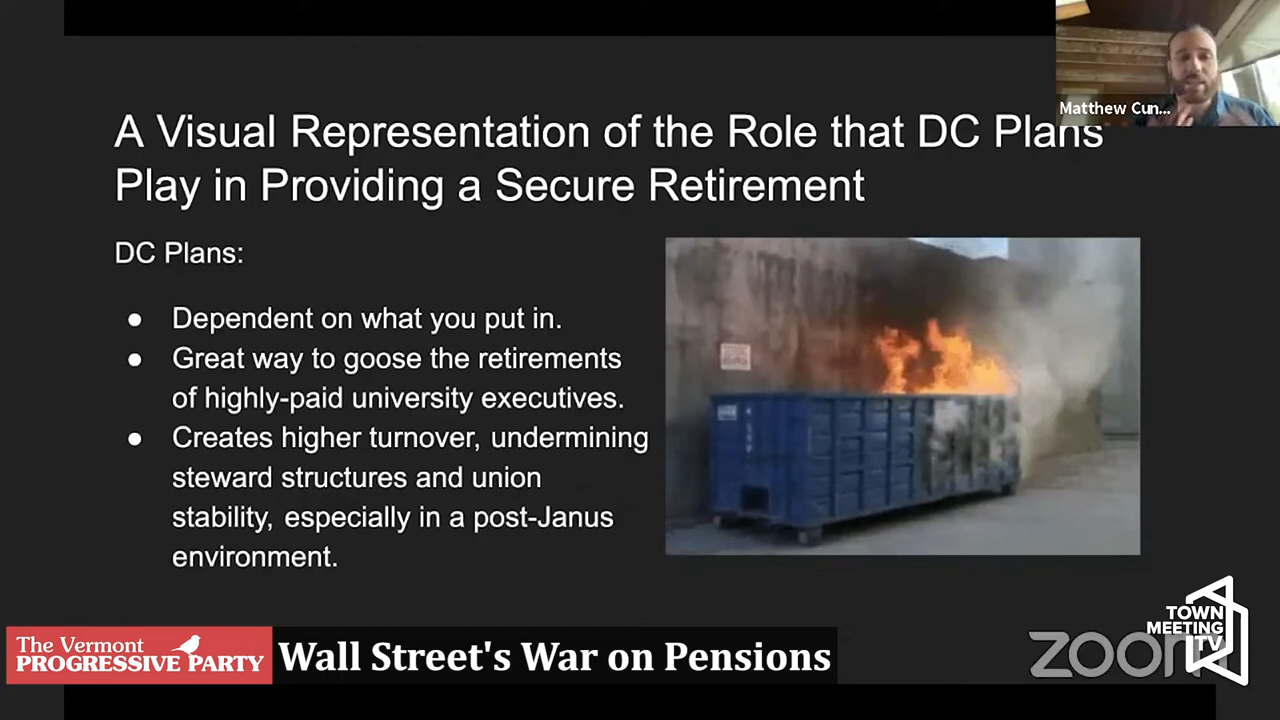 Matthew Cun...
A Visual Representation of the Role that DC Plans
Play in Providing a Secure Retirement
DC Plans:
● Dependent on what you put in.
● Great way to goose the retirements
of highly-paid university executives.
● Creates higher turnover, undermining
steward structures and union
stability, especially in a post-Janus
environment.
The Vermont
PROGRESSIVE PARTY
Wall Street's War on Pensions
TOWN
MEETING
TV
zoom